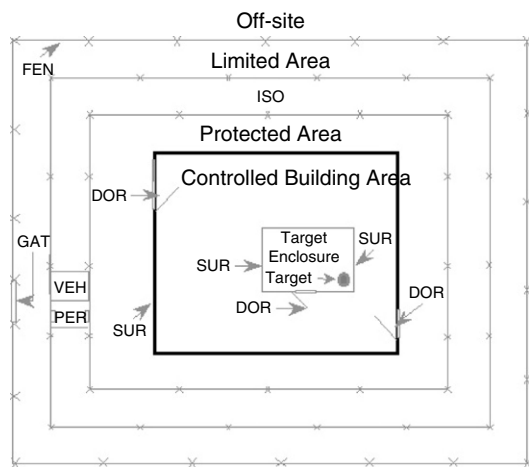 Off-site
FEN
Limited Area
ISO
Protected Area
DOR
Controlled Building Area
GAT
Target
Enclosure
SUR
SUR
Target
VEH
DOR
DOR
PER
SUR